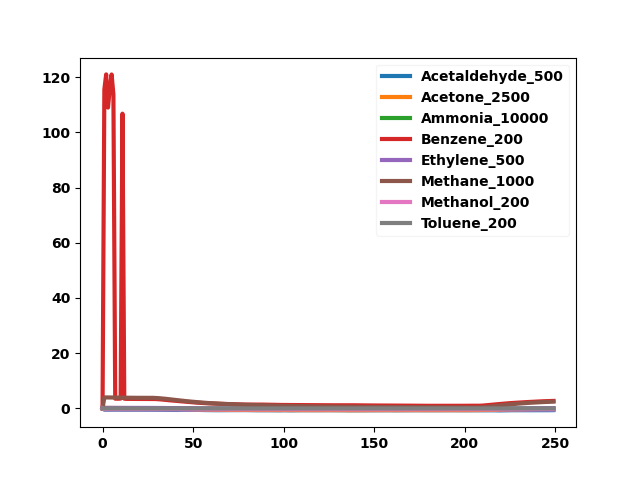 120
100
80
60
40
20
0
0 50 100 150 200 250
Acetaldehyde_500
Acetone_2500
Ammonia_10000
Benzene_200
Ethylene_500
Methane_1000
Methanol_200
Toluene_200